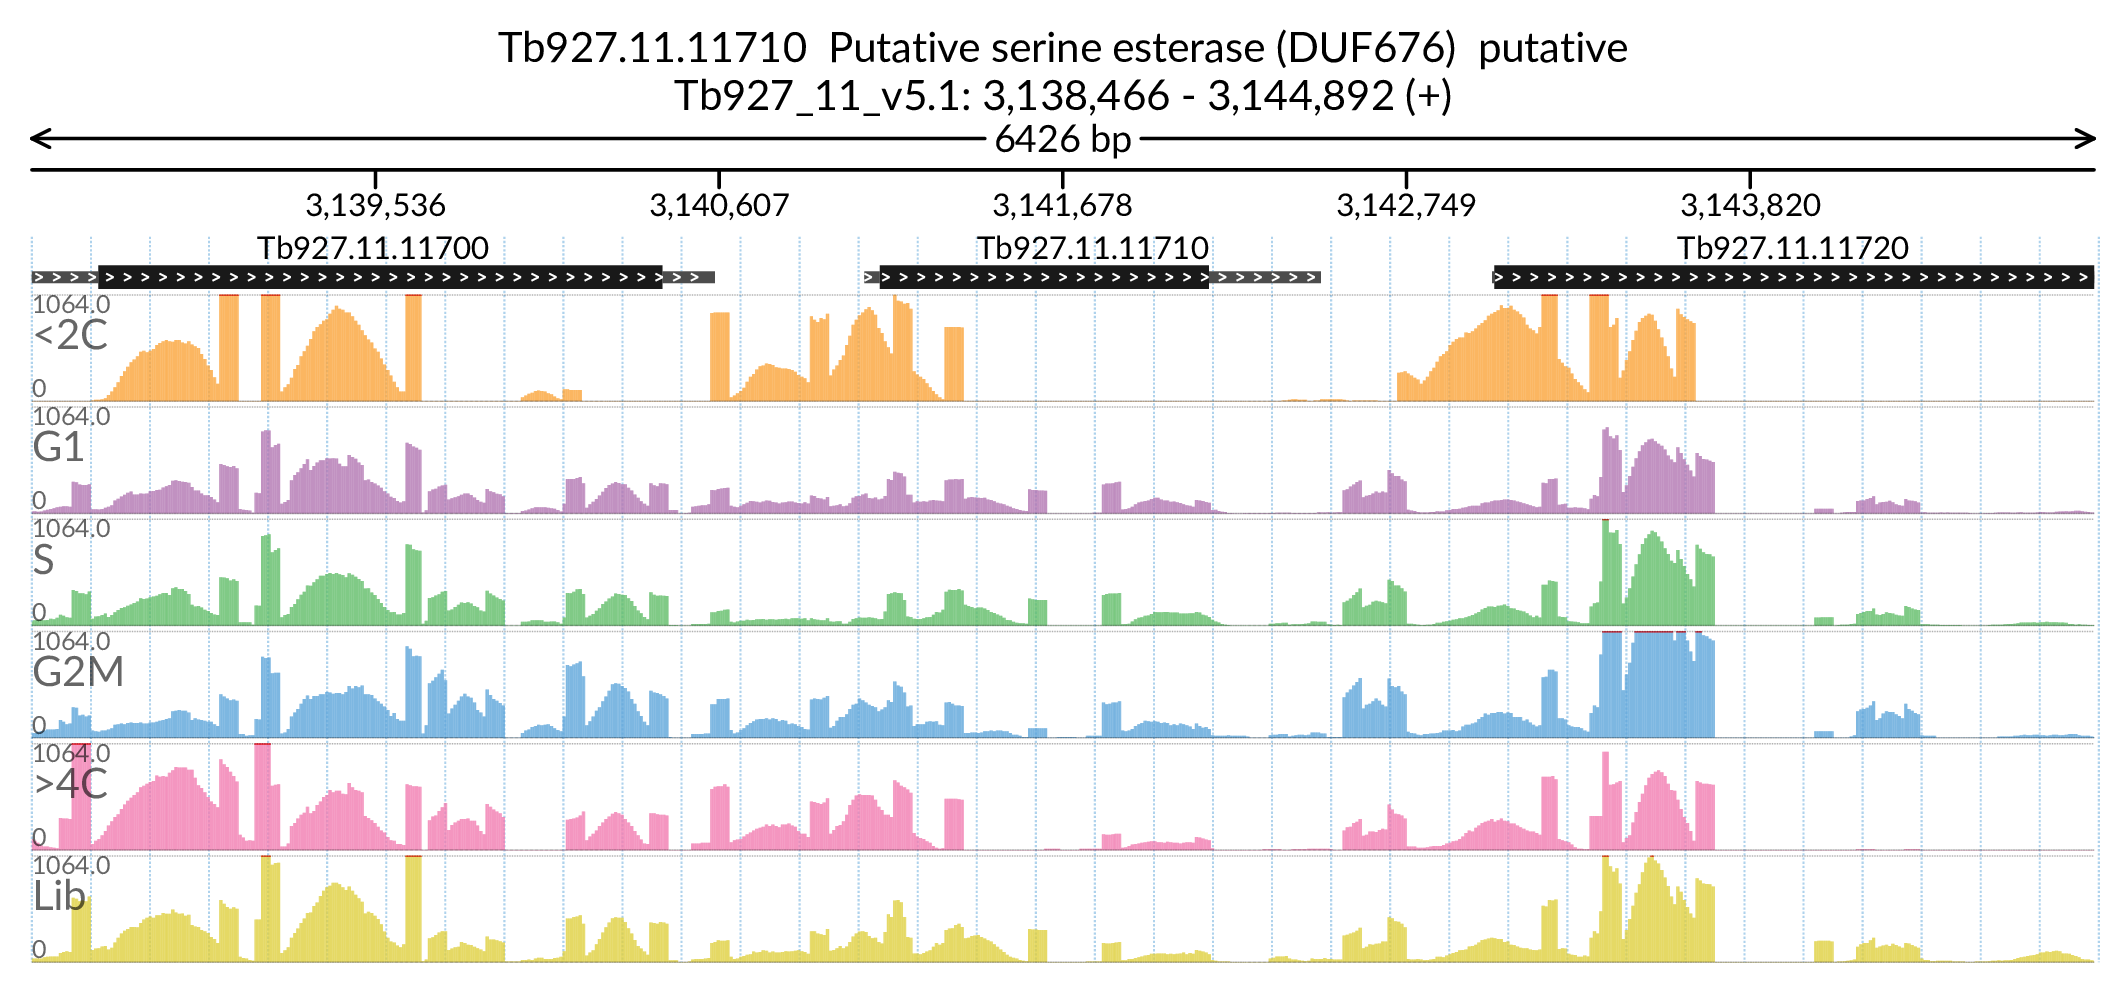 Tb927.11.11710  Putative serine esterase (DUF676)  putative
Tb927_11_v5.1: 3,138,466 - 3,144,892 (+)
6426 bp
3,139,536 3,140,607 3,141,678 3,142,749 3,143,820
Tb927.11.11700 Tb927.11.11710 Tb927.11.11720
1064.0
<2C
0
1064.0
G1
0
1064.0
S
0
1064.0
G2M
0
1064.0
>4C
0
1064.0
Lib
0